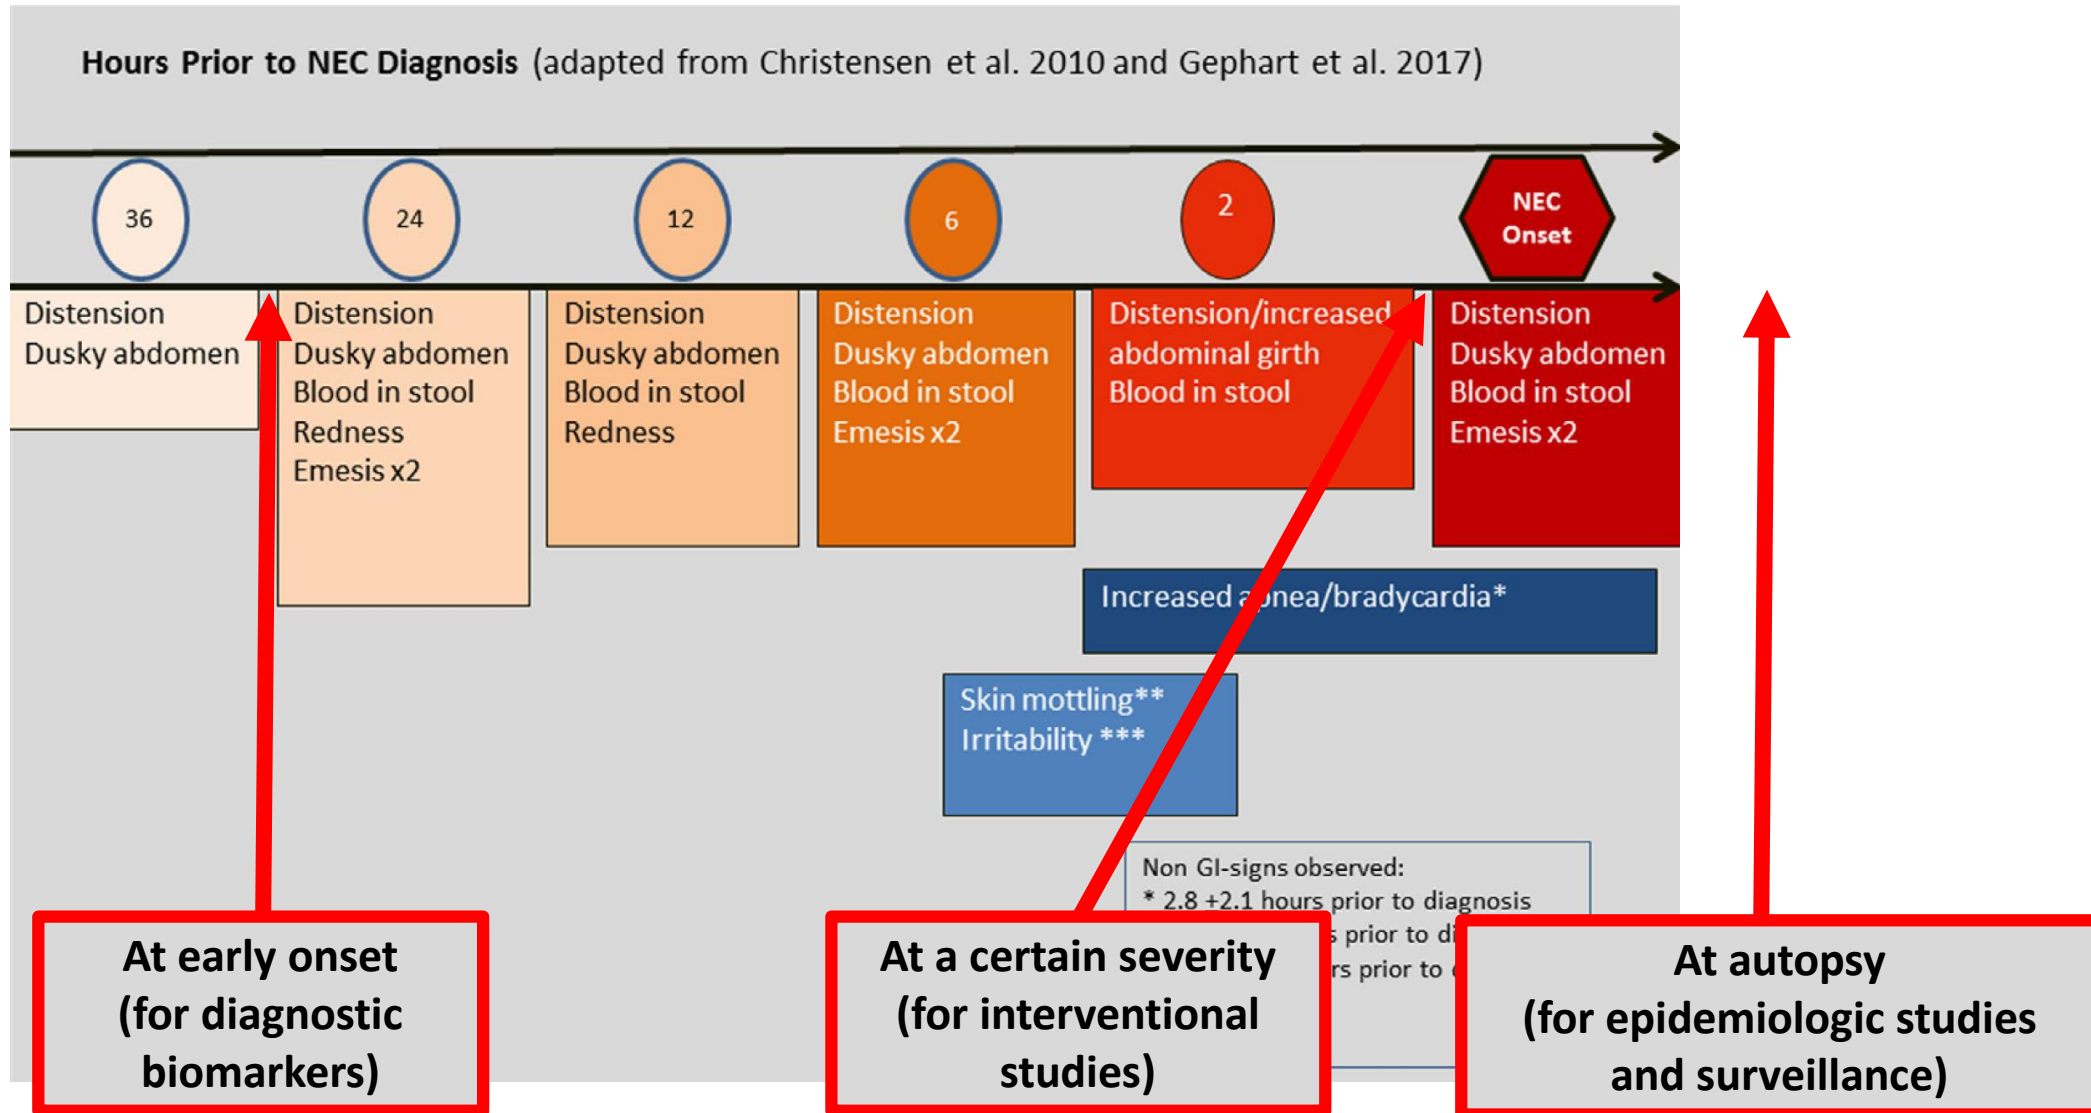 Hours Prior to NEC Diagnosis (adapted from Christensen et al. 2010 and Gephart et al. 2017)
36
24
12
6
2
NEC
Onset
Distension
Dusky abdomen
Distension
Dusky abdomen
Blood in stool
Redness
Emesis x2
Distension
Dusky abdomen
Blood in stool
Redness
Distension
Dusky abdomen
Blood in stool
Emesis x2
Distension/increased
abdominal girth
Blood in stool
Distension
Dusky abdomen
Blood in stool
Emesis x2
Increased apnea/bradycardia*
Skin mottling**
Irritability ***
Non GI-signs observed:
* 2.8 +2.1 hours prior to diagnosis
prior to
prior to
At early onset
(for diagnostic
biomarkers)
At a certain severity
(for interventional
studies)
At autopsy
(for epidemiologic studies
and surveillance)